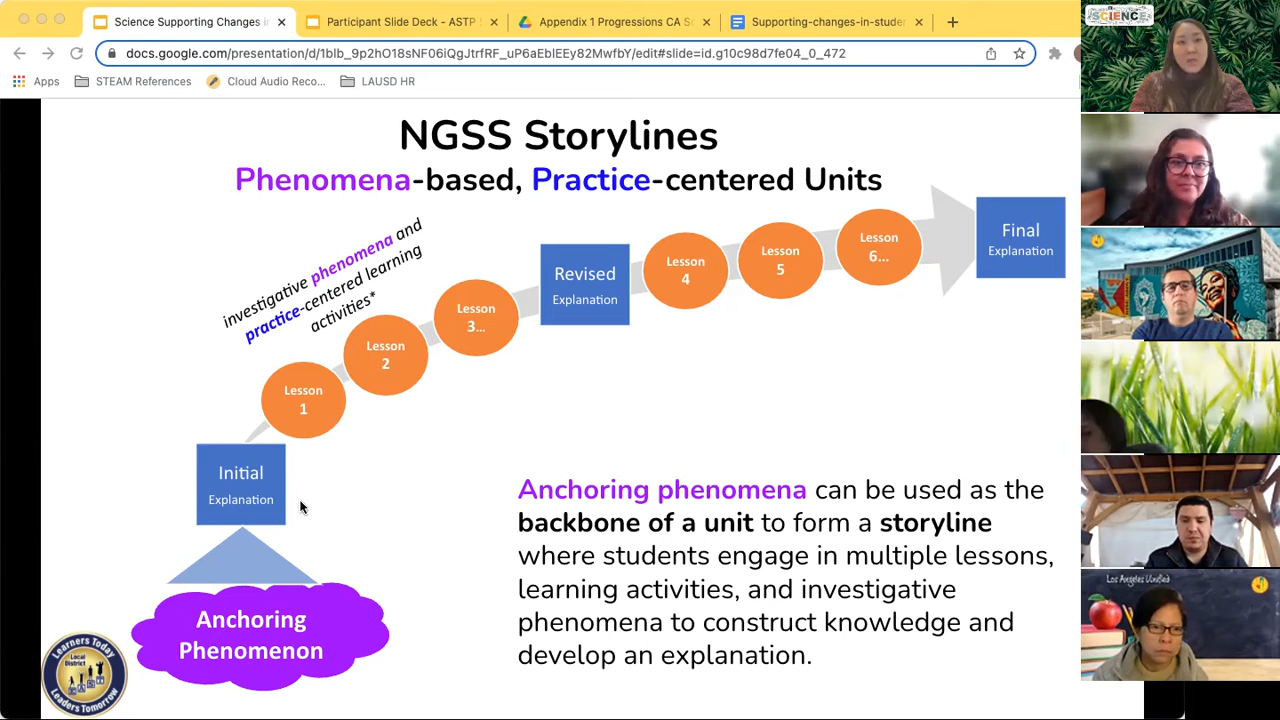 Science Supporting Changes i
Participant Slide Deck - ASTP S
Appendix 1 Progressions CA Sc
Supporting-changes-in-studen
docs.google.com/presentation/d/1blb_9p2hO18sNF06iQgJtrfRF_uP6aEblEEy82MwfbY/edit#slide=id.g10c98d7fe04_0_472
Apps
STEAM References
Cloud Audio Reco...
LAUSD HR
NGSS Storylines
Phenomena-based, Practice-centered Units
investigative phenomena and
practice-centered learning
activities*
Initial
Explanation
Lesson
1
Lesson
2
Lesson
3...
Revised
Explanation
Lesson
4
Lesson
5
Lesson
6...
Final
Explanation
Anchoring
Phenomenon
Anchoring phenomena can be used as the
backbone of a unit to form a storyline
where students engage in multiple lessons,
learning activities, and investigative
phenomena to construct knowledge and
develop an explanation.
Learners Today
Local District
EAST
Leaders Tomorrow
SCIENCE
Los Angeles Unified